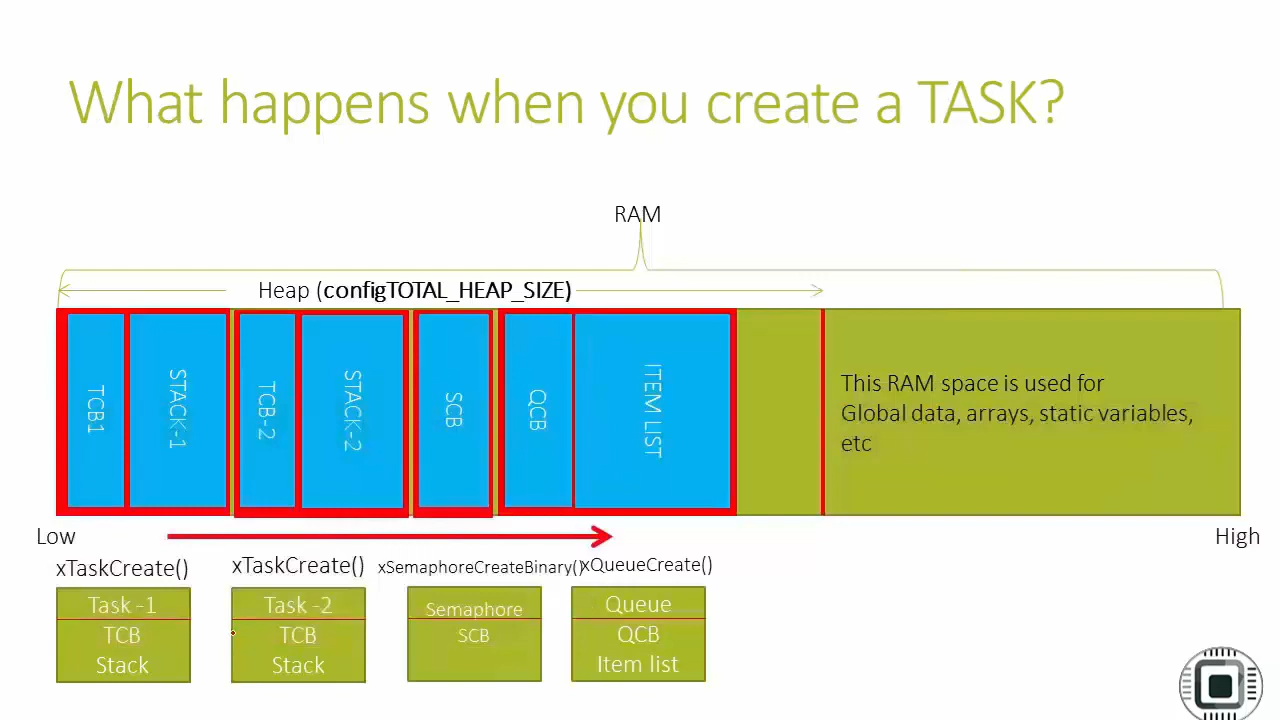 What happens when you create a TASK?
RAM
Heap (configTOTAL_HEAP_SIZE)
TCB1
STACK-1
TCB-2
STACK-2
SCB
QCB
ITEM LIST
This RAM space is used for
Global data, arrays, static variables,
etc
Low
High
xTaskCreate()
xTaskCreate()
xSemaphoreCreateBinary()
xQueueCreate()
Task -1
TCB
Stack
Task -2
TCB
Stack
Semaphore
SCB
Queue
QCB
Item list